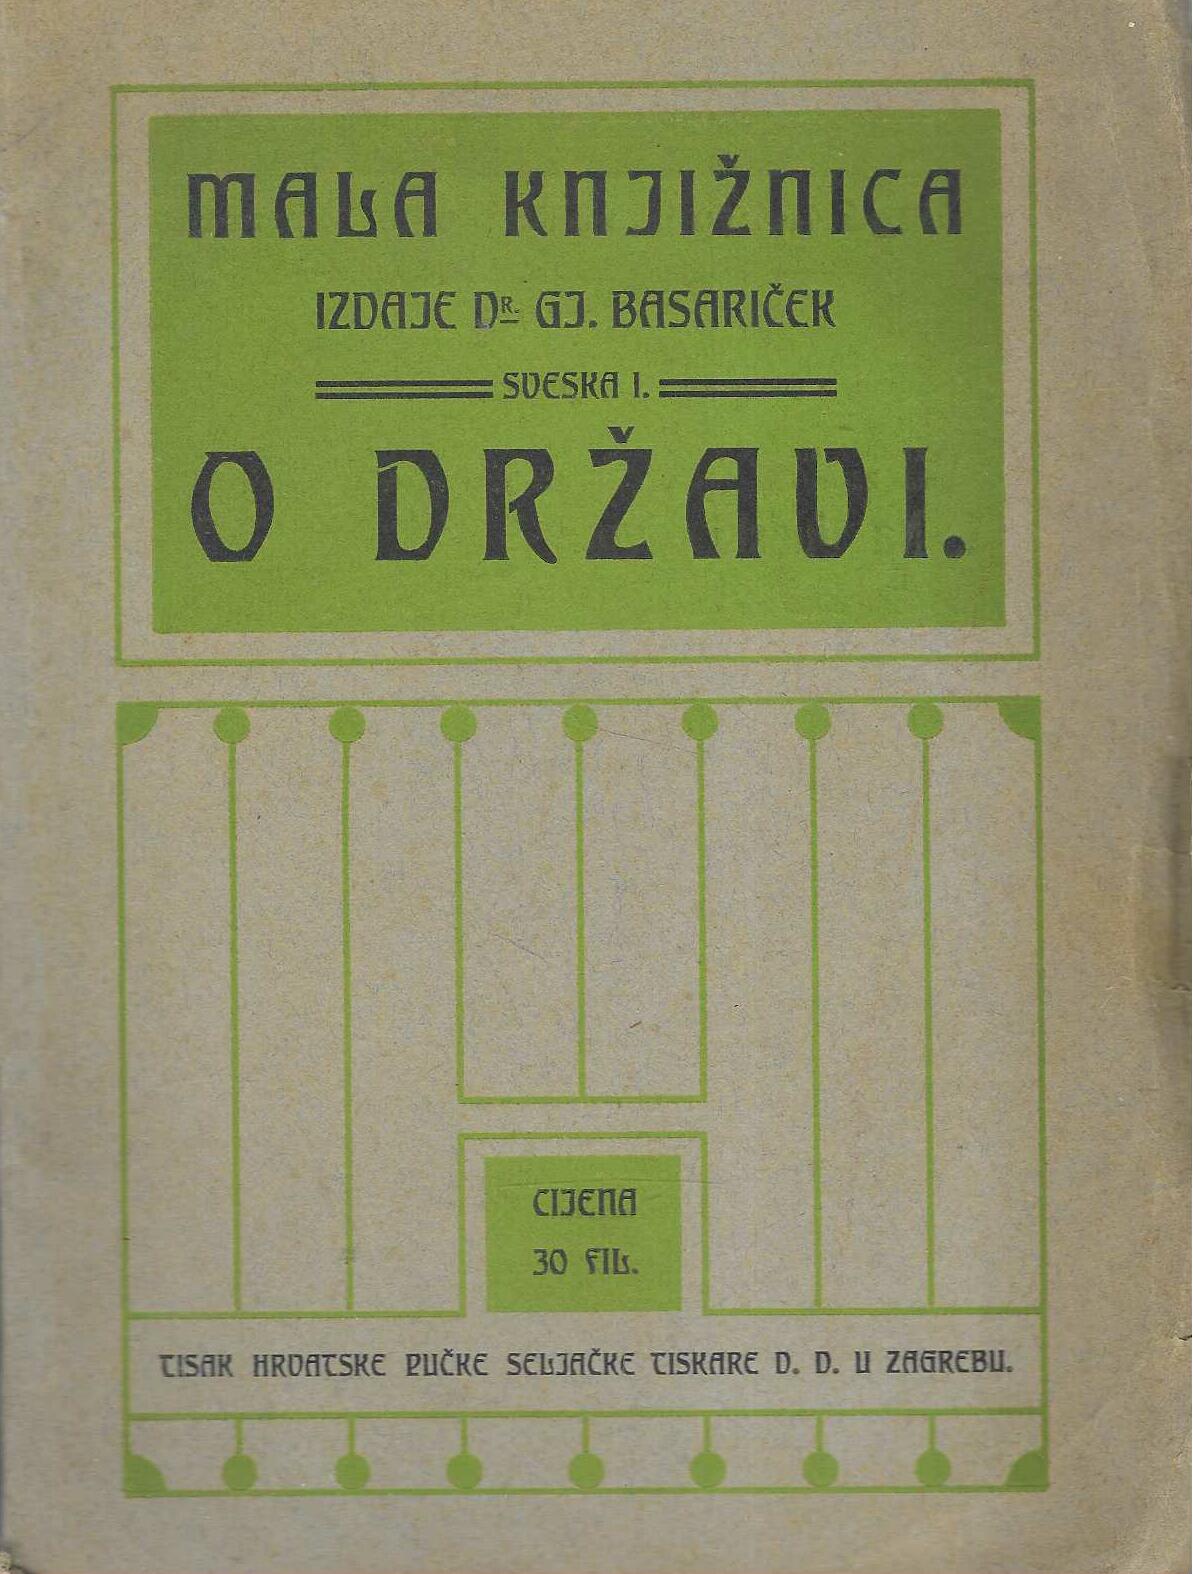 MALA KNJIŽNICA
IZDAJE DR. GJ. BASARIČEK
SVESKA I.
O DRŽAVI.
CIJENA
30 FIL.
TISAK HRVATSKE PUČKE SELJAČKE TISKARE D. D. U ZAGREBU.